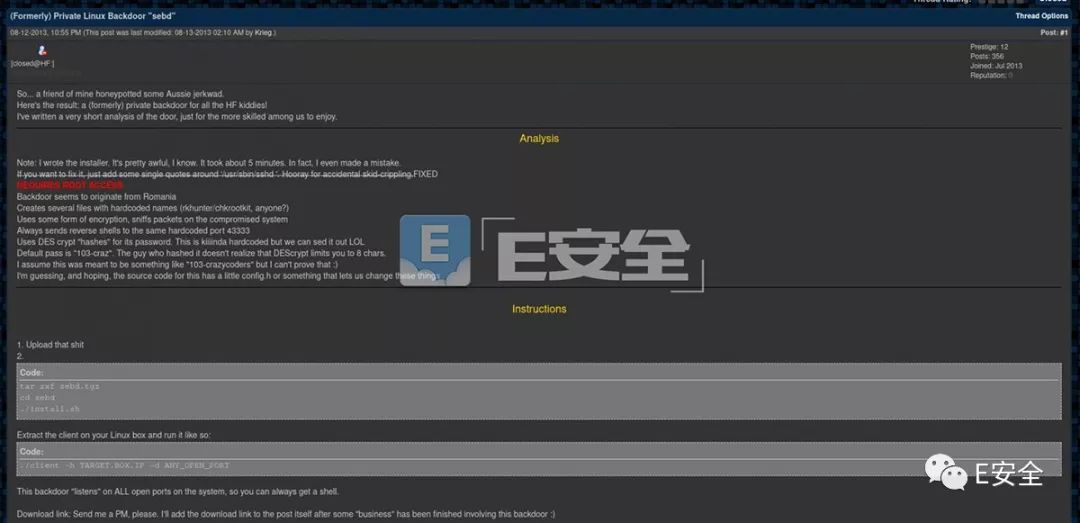 Thread Rating:
(Formerly) Private Linux Backdoor "sebd"
Thread Options
08-12-2013, 10:55 PM (This post was last modified: 08-13-2013 02:10 AM by Krieg.)
Post: #1
[closed@HF:]
Prestige: 12
Posts: 356
Joined: Jul 2013
Reputation: 0
So... a friend of mine honeypotted some Aussie jerkwad.
Here's the result: a (formerly) private backdoor for all the HF kiddies!
I've written a very short analysis of the door, just for the more skilled among us to enjoy.
Analysis
Note: I wrote the installer. It's pretty awful, I know. It took about 5 minutes. In fact, I even made a mistake.
If you want to fix it, just add some single quotes around '/usr/sbin/sshd '. Hooray for accidental skid-crippling.FIXED
REQUIRES ROOT ACCESS
Backdoor seems to originate from Romania
Creates several files with hardcoded names (rkhunter/chkrootkit, anyone?)
Uses some form of encryption, sniffs packets on the compromised system
Always sends reverse shells to the same hardcoded port 43333
Uses DES crypt "hashes" for its password. This is kiiinda hardcoded but we can sed it out LOL
Default pass is "103-craz". The guy who hashed it doesn't realize that DEScrypt limits you to 8 chars.
I assume this was meant to be something like "103-crazycoders" but I can't prove that :)
I'm guessing, and hoping, the source code for this has a little config.h or something that lets us change these things
E
E安全
Instructions
1. Upload that shit
2.
Code:
tar zxf sebd.tgz
cd sebd
./install.sh
Extract the client on your Linux box and run it like so:
Code:
./client -h TARGET.BOX.IP -d ANY_OPEN_PORT
This backdoor "listens" on ALL open ports on the system, so you can always get a shell.
Download link: Send me a PM, please. I'll add the download link to the post itself after some "business" has been finished involving this backdoor :)
E安全